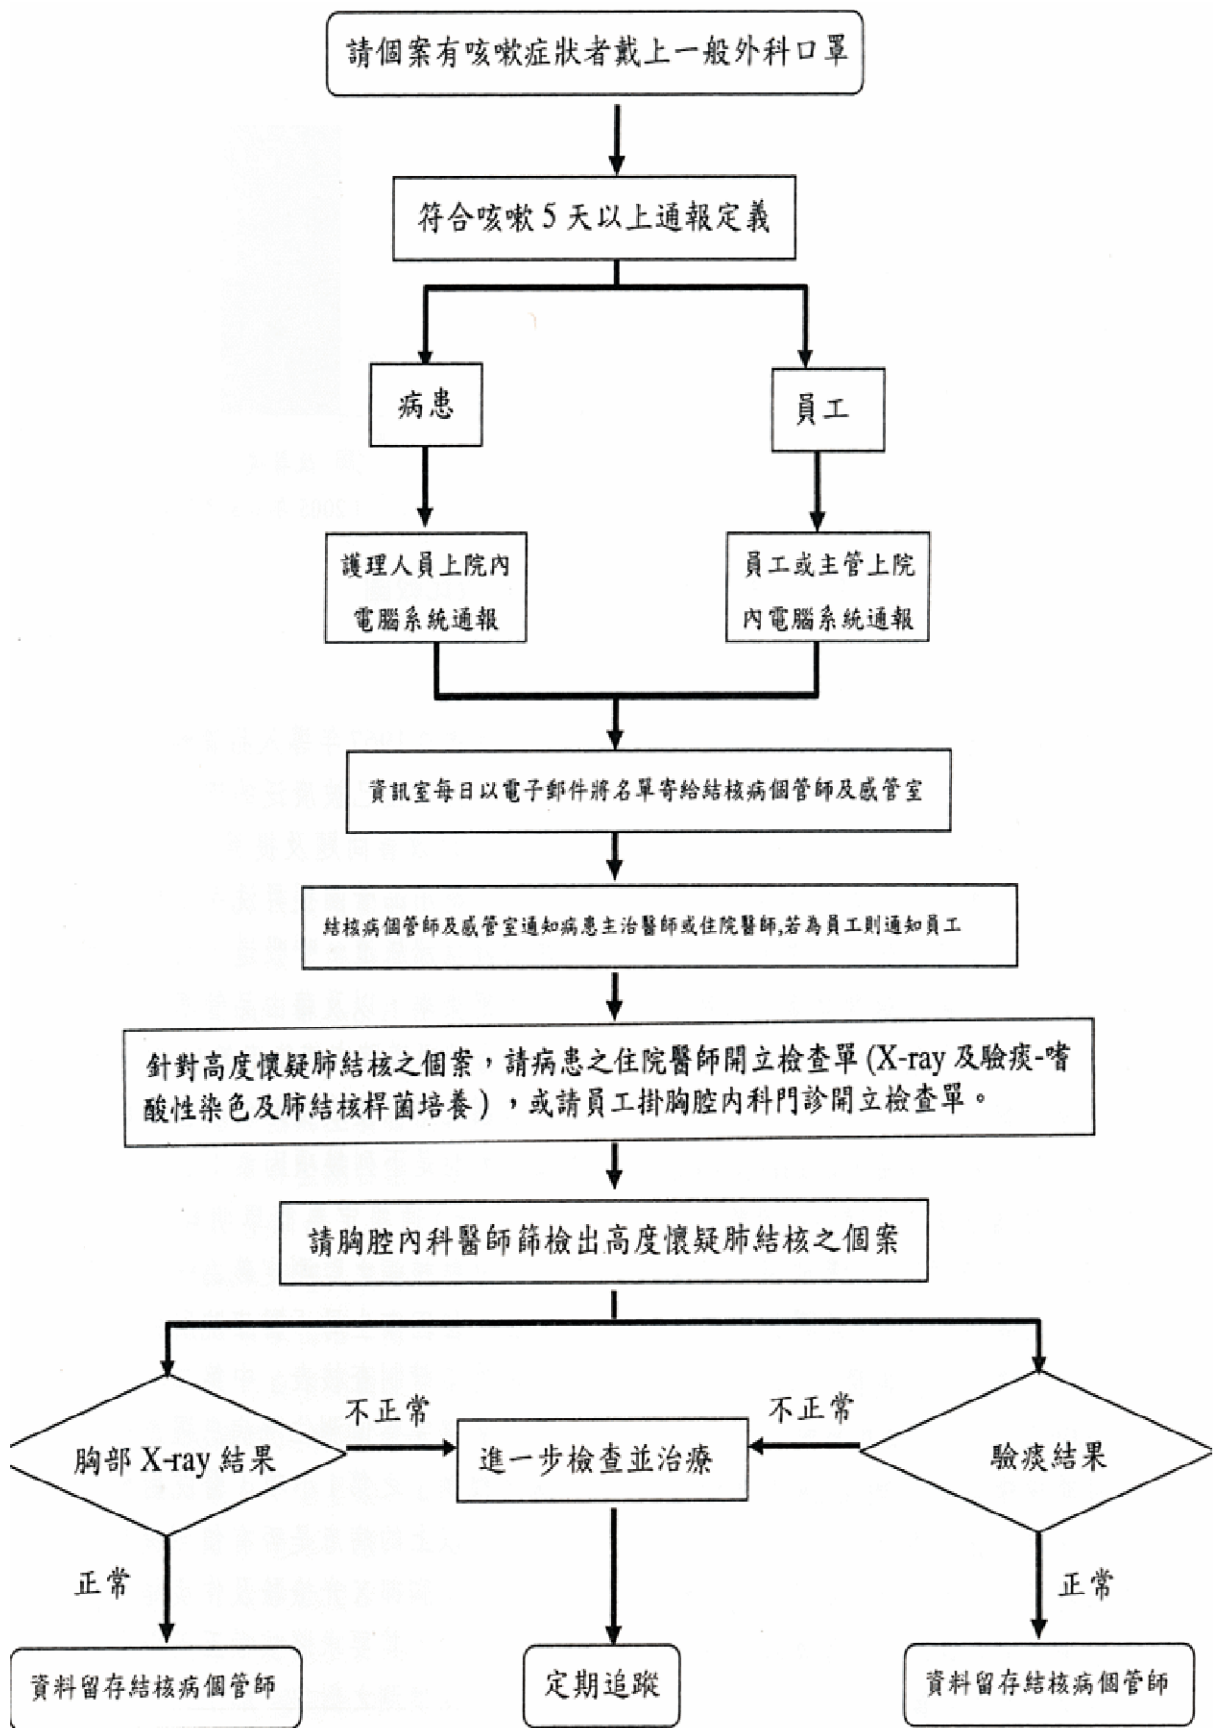 請個案有咳嗽症狀者戴上一般外科口罩
符合咳嗽 5 天以上通報定義
病患
員工
護理人員上院內
電腦系統通報
員工或主管上院
內電腦系統通報
資訊室每日以電子郵件將名單寄給結核病個管師及感管室
結核病個管師及感管室通知病患主治醫師或住院醫師,若為員工則通知員工
針對高度懷疑肺結核之個案,請病患之住院醫師開立檢查單 (X-ray 及驗痰-嗜
酸性染色及肺結核桿菌培養),或請員工掛胸腔內科門診開立檢查單。
請胸腔內科醫師篩檢出高度懷疑肺結核之個案
不正常
不正常
胸部 X-ray 結果
進一步檢查並治療
驗痰結果
正常
正常
資料留存結核病個管師
定期追蹤
資料留存結核病個管師